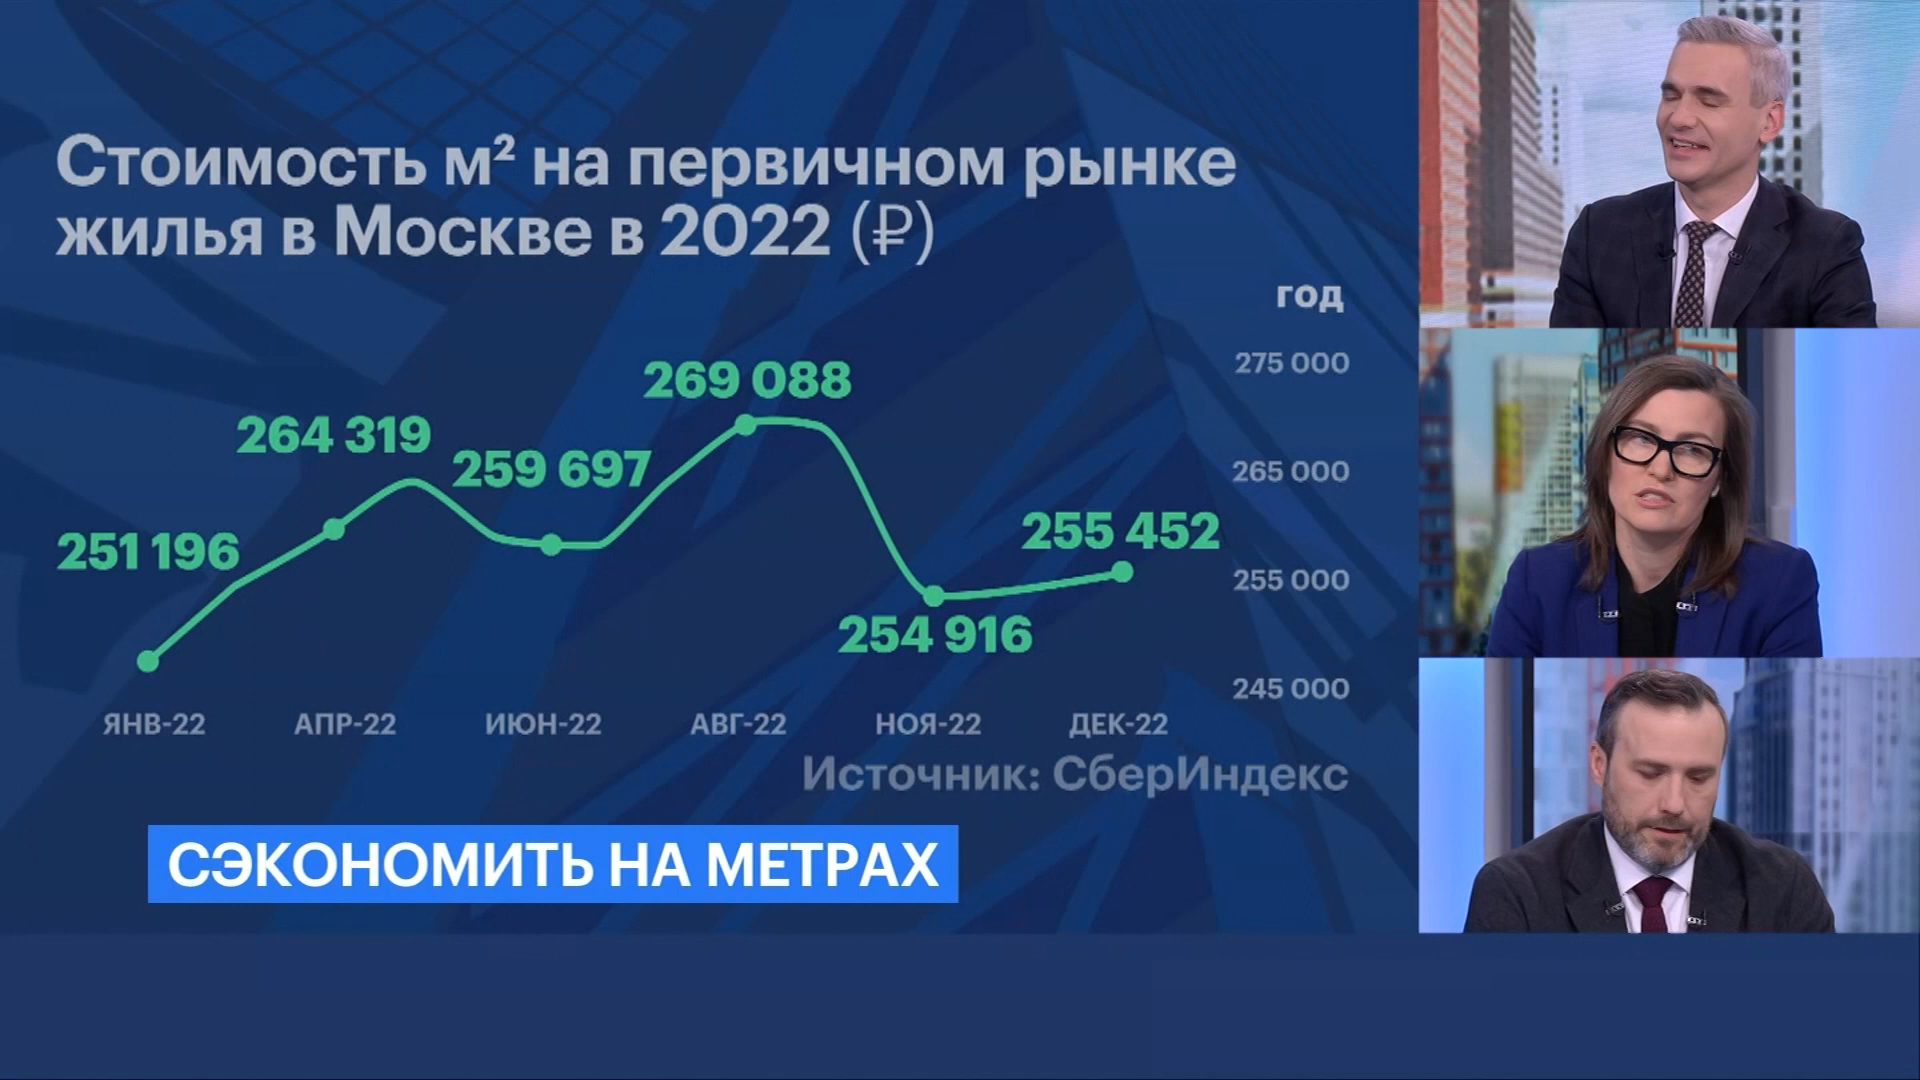 Стоимость м² на первичном рынке
жилья в Москве в 2022 (₽)
год
275 000
265 000
255 000
245 000
251 196
264 319
259 697
269 088
254 916
255 452
ЯНВ-22 АПР-22 ИЮН-22 АВГ-22 НОЯ-22 ДЕК-22
Источник: СберИндекс
СЭКОНОМИТЬ НА МЕТРАХ